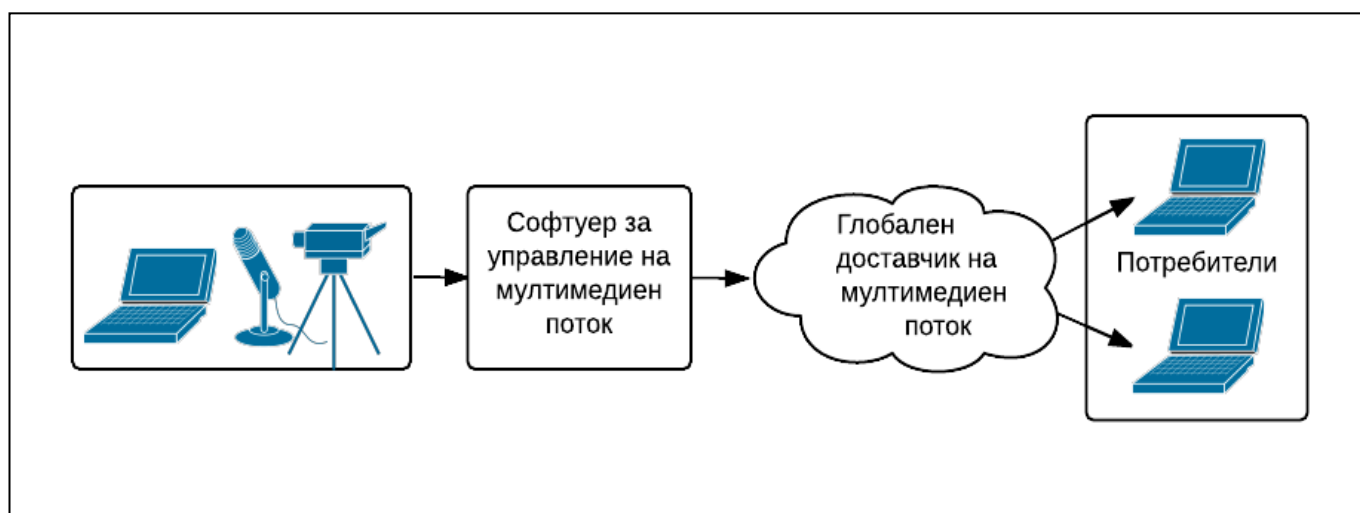 Софтуер за
управление на
мултимедиен
поток
Глобален
доставчик на
мултимедиен
поток
Потребители